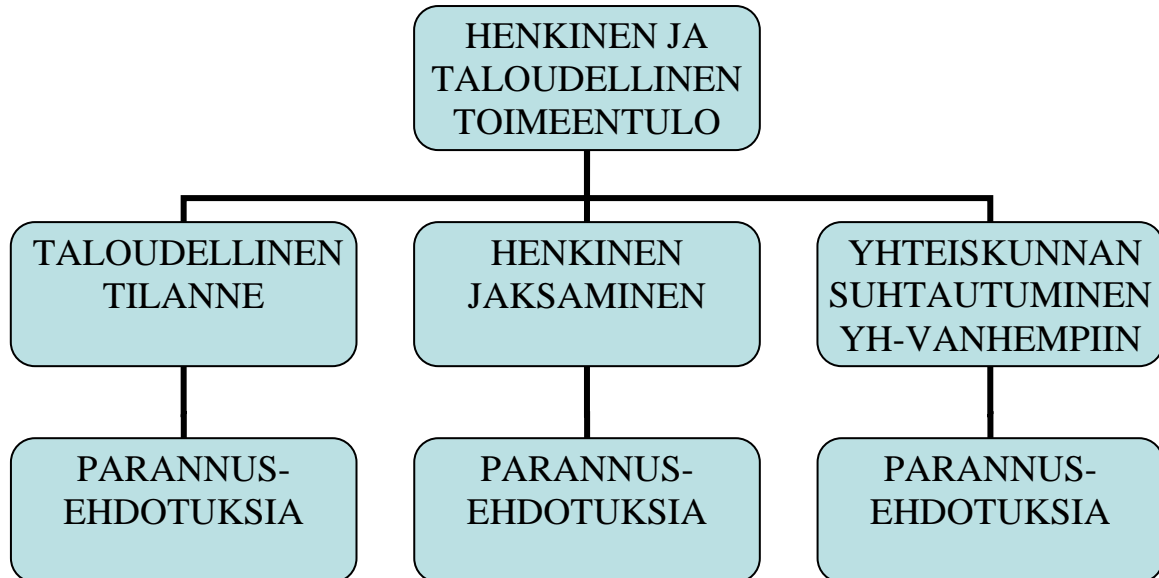 HENKINEN JA
TALOUDELLINEN
TOIMEENTULO
TALOUDELLINEN
TILANNE
HENKINEN
JAKSAMINEN
YHTEISKUNNAN
SUHTAUTUMINEN
YH-VANHEMPIIN
PARANNUS-
EHDOTUKSIA
PARANNUS-
EHDOTUKSIA
PARANNUS-
EHDOTUKSIA